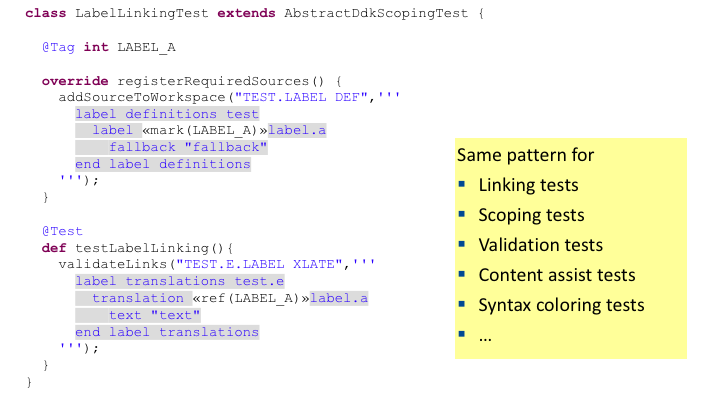 class LabelLinkingTest extends AbstractDdkScopingTest {
@Tag int LABEL_A
override registerRequiredSources() {
addSourceToWorkspace("TEST.LABEL DEF",'''
label definitions test
label «mark(LABEL_A)»label.a
fallback "fallback"
end label definitions
''');
}
@Test
def testLabelLinking(){
validateLinks("TEST.E.LABEL XLATE",'''
label translations test.e
translation «ref(LABEL_A)»label.a
text "text"
end label translations
''');
}
}
Same pattern for
▪ Linking tests
▪ Scoping tests
▪ Validation tests
▪ Content assist tests
▪ Syntax coloring tests
▪ …